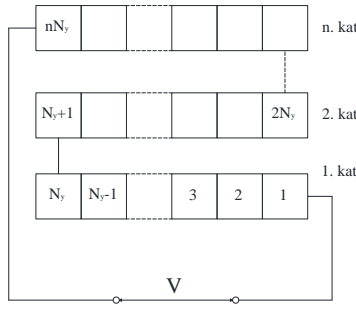 nNy n. kat
Ny+1 2Ny 2. kat
1. kat
Ny Ny-1 3 2 1
V